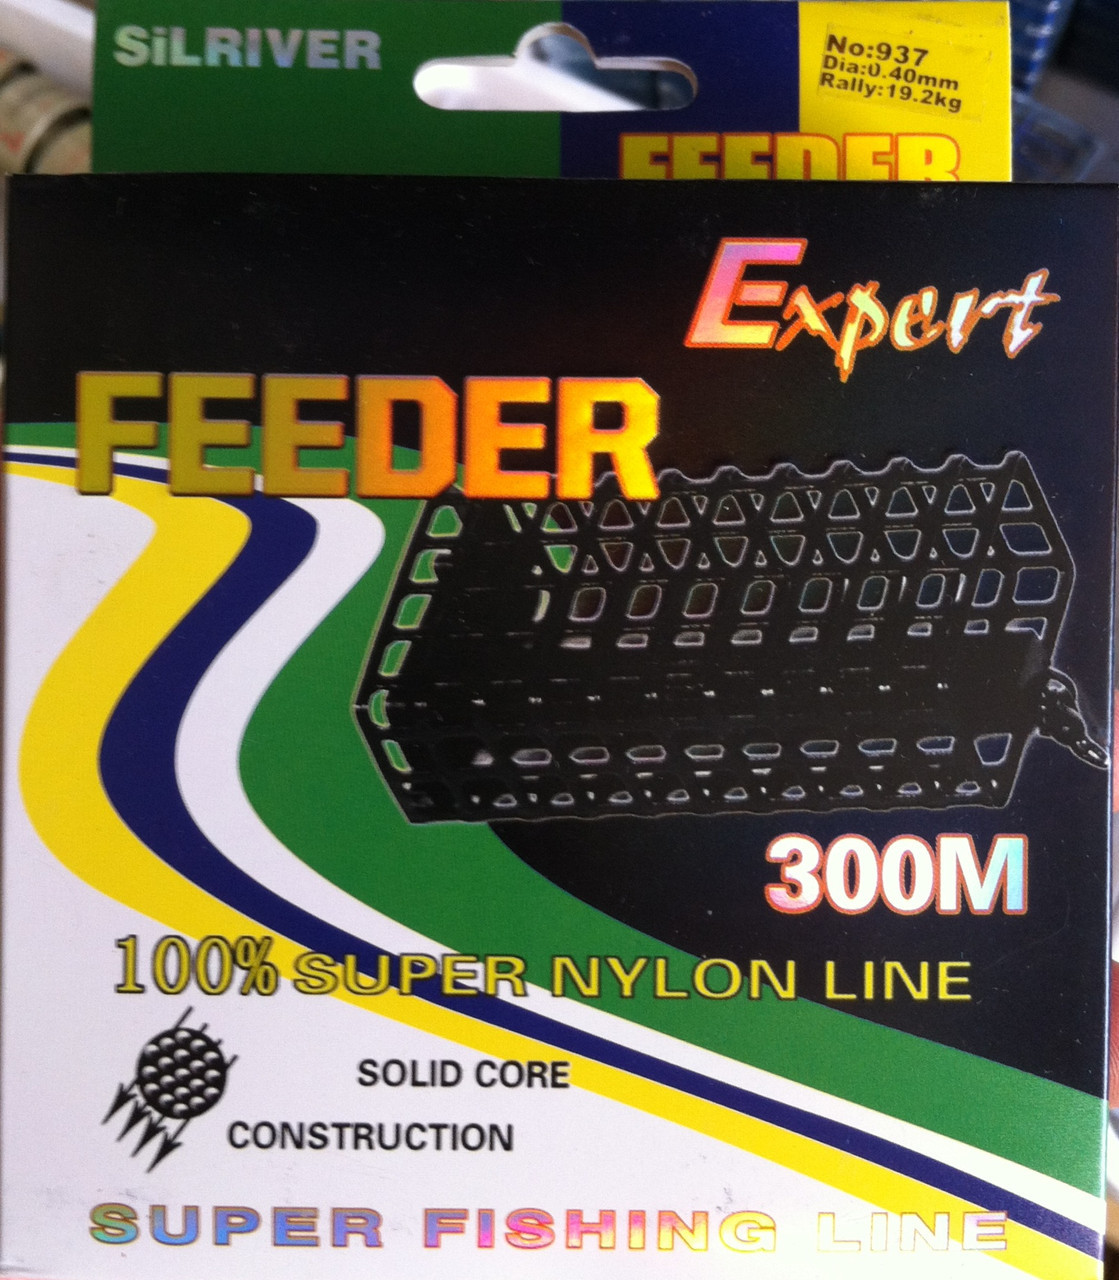 SiLRIVER
No:937
Dia:0.40mm
Rally:19.2kg
FEEDER
Expert
FEEDER
300M
100% SUPER NYLON LINE
SOLID CORE
CONSTRUCTION
SUPER FISHING LINE